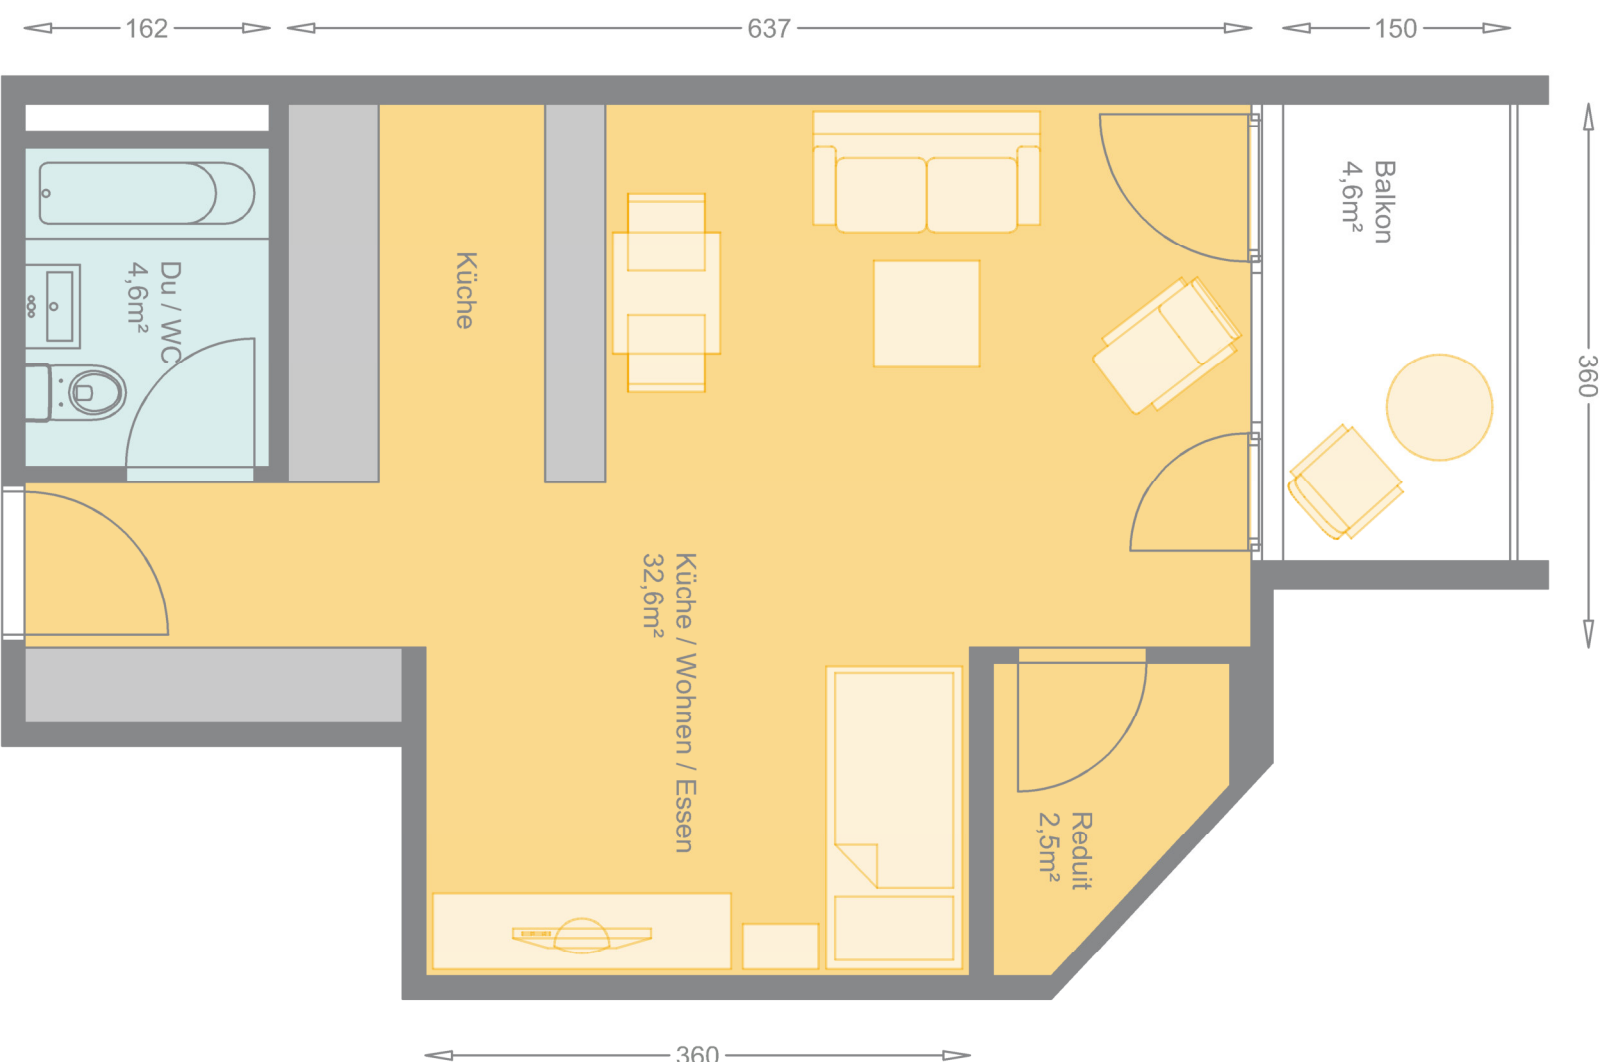 162
637
150
Balkon
4,6m²
Du / WC
4,6m²
Küche
360
Küche / Wohnen / Essen
32,6m²
Reduit
2,5m²
360